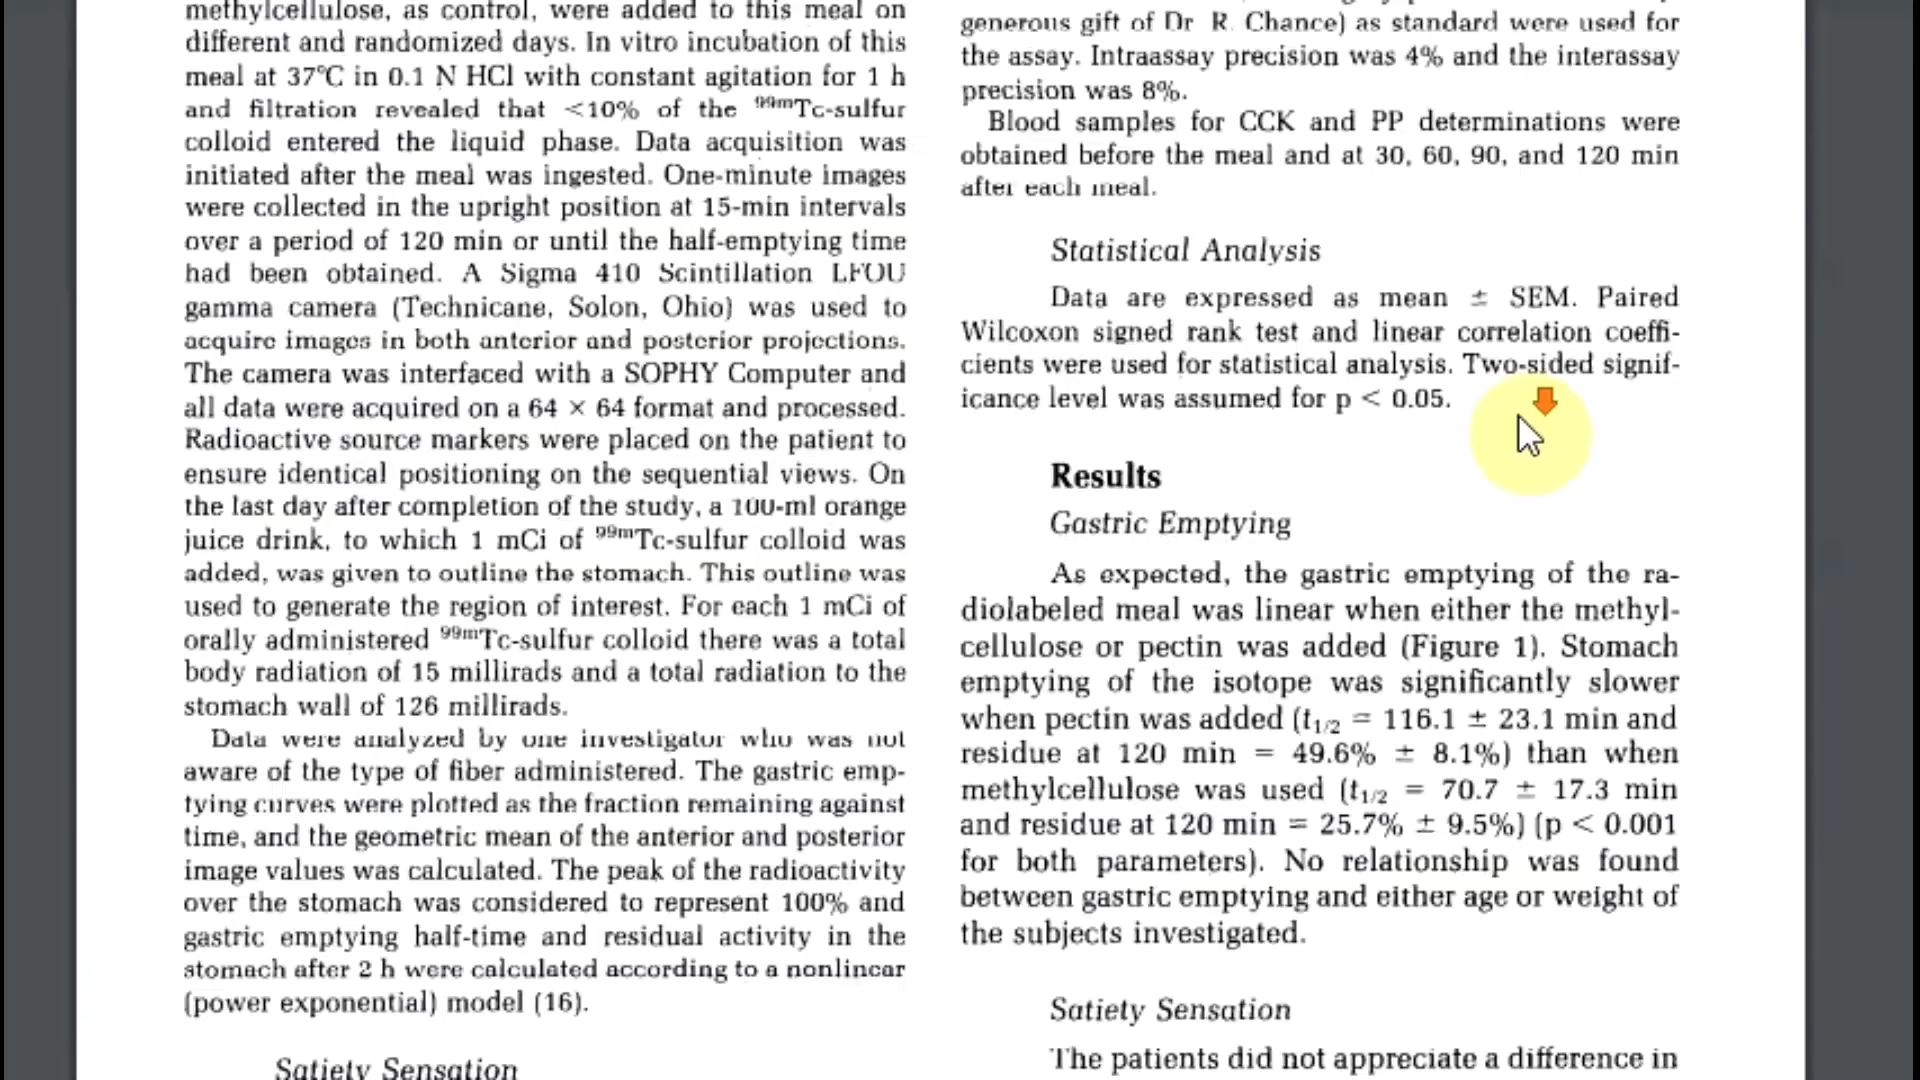 methylcellulose, as control, were added to this meal on
different and randomized days. In vitro incubation of this
meal at 37°C in 0.1 N HCl with constant agitation for 1 h
and filtration revealed that <10% of the ⁹⁹ᵐTc-sulfur
colloid entered the liquid phase. Data acquisition was
initiated after the meal was ingested. One-minute images
were collected in the upright position at 15-min intervals
over a period of 120 min or until the half-emptying time
had been obtained. A Sigma 410 Scintillation LFOU
gamma camera (Technicane, Solon, Ohio) was used to
acquire images in both anterior and posterior projections.
The camera was interfaced with a SOPHY Computer and
all data were acquired on a 64 × 64 format and processed.
Radioactive source markers were placed on the patient to
ensure identical positioning on the sequential views. On
the last day after completion of the study, a 100-ml orange
juice drink, to which 1 mCi of ⁹⁹ᵐTc-sulfur colloid was
added, was given to outline the stomach. This outline was
used to generate the region of interest. For each 1 mCi of
orally administered ⁹⁹ᵐTc-sulfur colloid there was a total
body radiation of 15 millirads and a total radiation to the
stomach wall of 126 millirads.
Data were analyzed by one investigator who was not
aware of the type of fiber administered. The gastric emp-
tying curves were plotted as the fraction remaining against
time, and the geometric mean of the anterior and posterior
image values was calculated. The peak of the radioactivity
over the stomach was considered to represent 100% and
gastric emptying half-time and residual activity in the
stomach after 2 h were calculated according to a nonlinear
(power exponential) model (16).
Satiety Sensation
generous gift of Dr R. Chance) as standard were used for
the assay. Intraassay precision was 4% and the interassay
precision was 8%.
Blood samples for CCK and PP determinations were
obtained before the meal and at 30, 60, 90, and 120 min
after each meal.
Statistical Analysis
Data are expressed as mean ± SEM. Paired
Wilcoxon signed rank test and linear correlation coeffi-
cients were used for statistical analysis. Two-sided signif-
icance level was assumed for p < 0.05.
Results
Gastric Emptying
As expected, the gastric emptying of the ra-
diolabeled meal was linear when either the methyl-
cellulose or pectin was added (Figure 1). Stomach
emptying of the isotope was significantly slower
when pectin was added (t1/2 = 116.1 ± 23.1 min and
residue at 120 min = 49.6% ± 8.1%) than when
methylcellulose was used (t1/2 = 70.7 ± 17.3 min
and residue at 120 min = 25.7% ± 9.5%) (p < 0.001
for both parameters). No relationship was found
between gastric emptying and either age or weight of
the subjects investigated.
Satiety Sensation
The patients did not appreciate a difference in